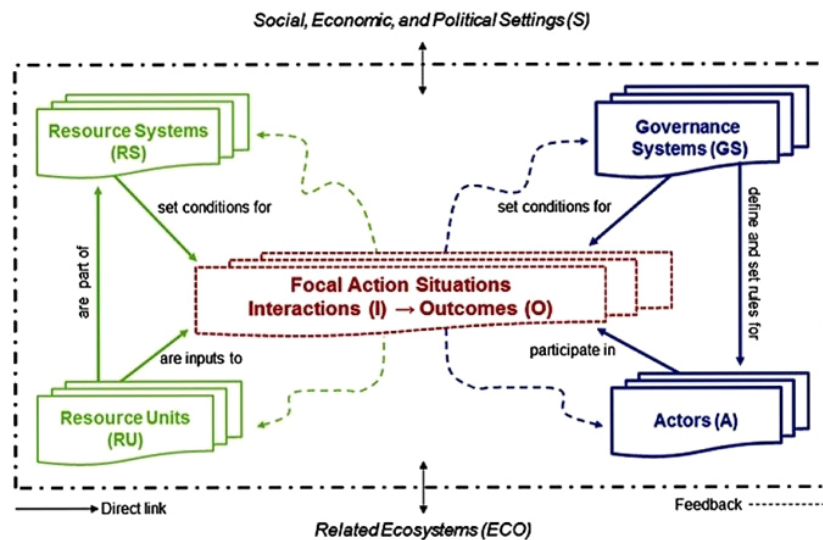 Social, Economic, and Political Settings (S)
Resource Systems
(RS)
Governance
Systems (GS)
set conditions for
set conditions for
are part of
define and set rules for
Focal Action Situations
Interactions (I) → Outcomes (O)
are inputs to
participate in
Resource Units
(RU)
Actors (A)
Direct link
Feedback
Related Ecosystems (ECO)